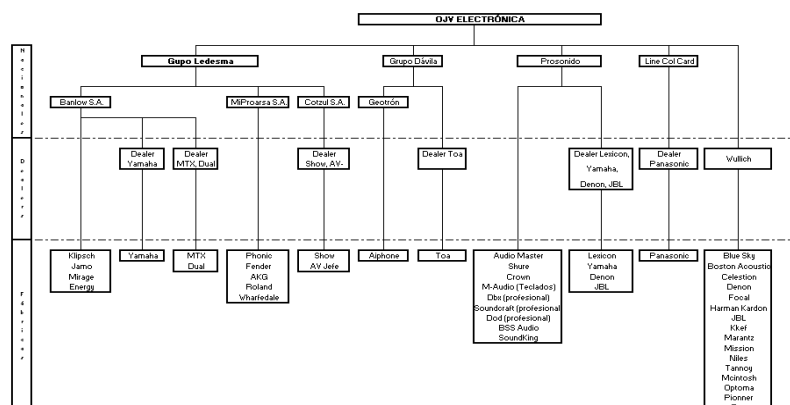 OJV ELECTRÓNICA
Nacionales
Gupo Ledesma
Grupo Dávila
Prosonido
Line Col Card
Banlow S.A.
MiProarsa S.A.
Cotzul S.A.
Geotrón
Dealers
Dealer
Yamaha
Dealer
MTX, Dual
Dealer
Show, AV-
Dealer Toa
Dealer Lexicon,
Yamaha,
Denon, JBL
Dealer
Panasonic
Wullich
Fábricas
Klipsch
Jamo
Mirage
Energy
Yamaha
MTX
Dual
Phonic
Fender
AKG
Roland
Wharfedale
Show
AV Jefe
Aiphone
Toa
Audio Master
Shure
Crown
M-Audio (Teclados)
Dbx (profesional)
Soundcraft (profesional
Dod (profesional)
BSS Audio
SoundKing
Lexicon
Yamaha
Denon
JBL
Panasonic
Blue Sky
Boston Acoustic
Celestion
Denon
Focal
Harman Kardon
JBL
Kkef
Marantz
Mission
Niles
Tannoy
Mcintosh
Optoma
Pionner